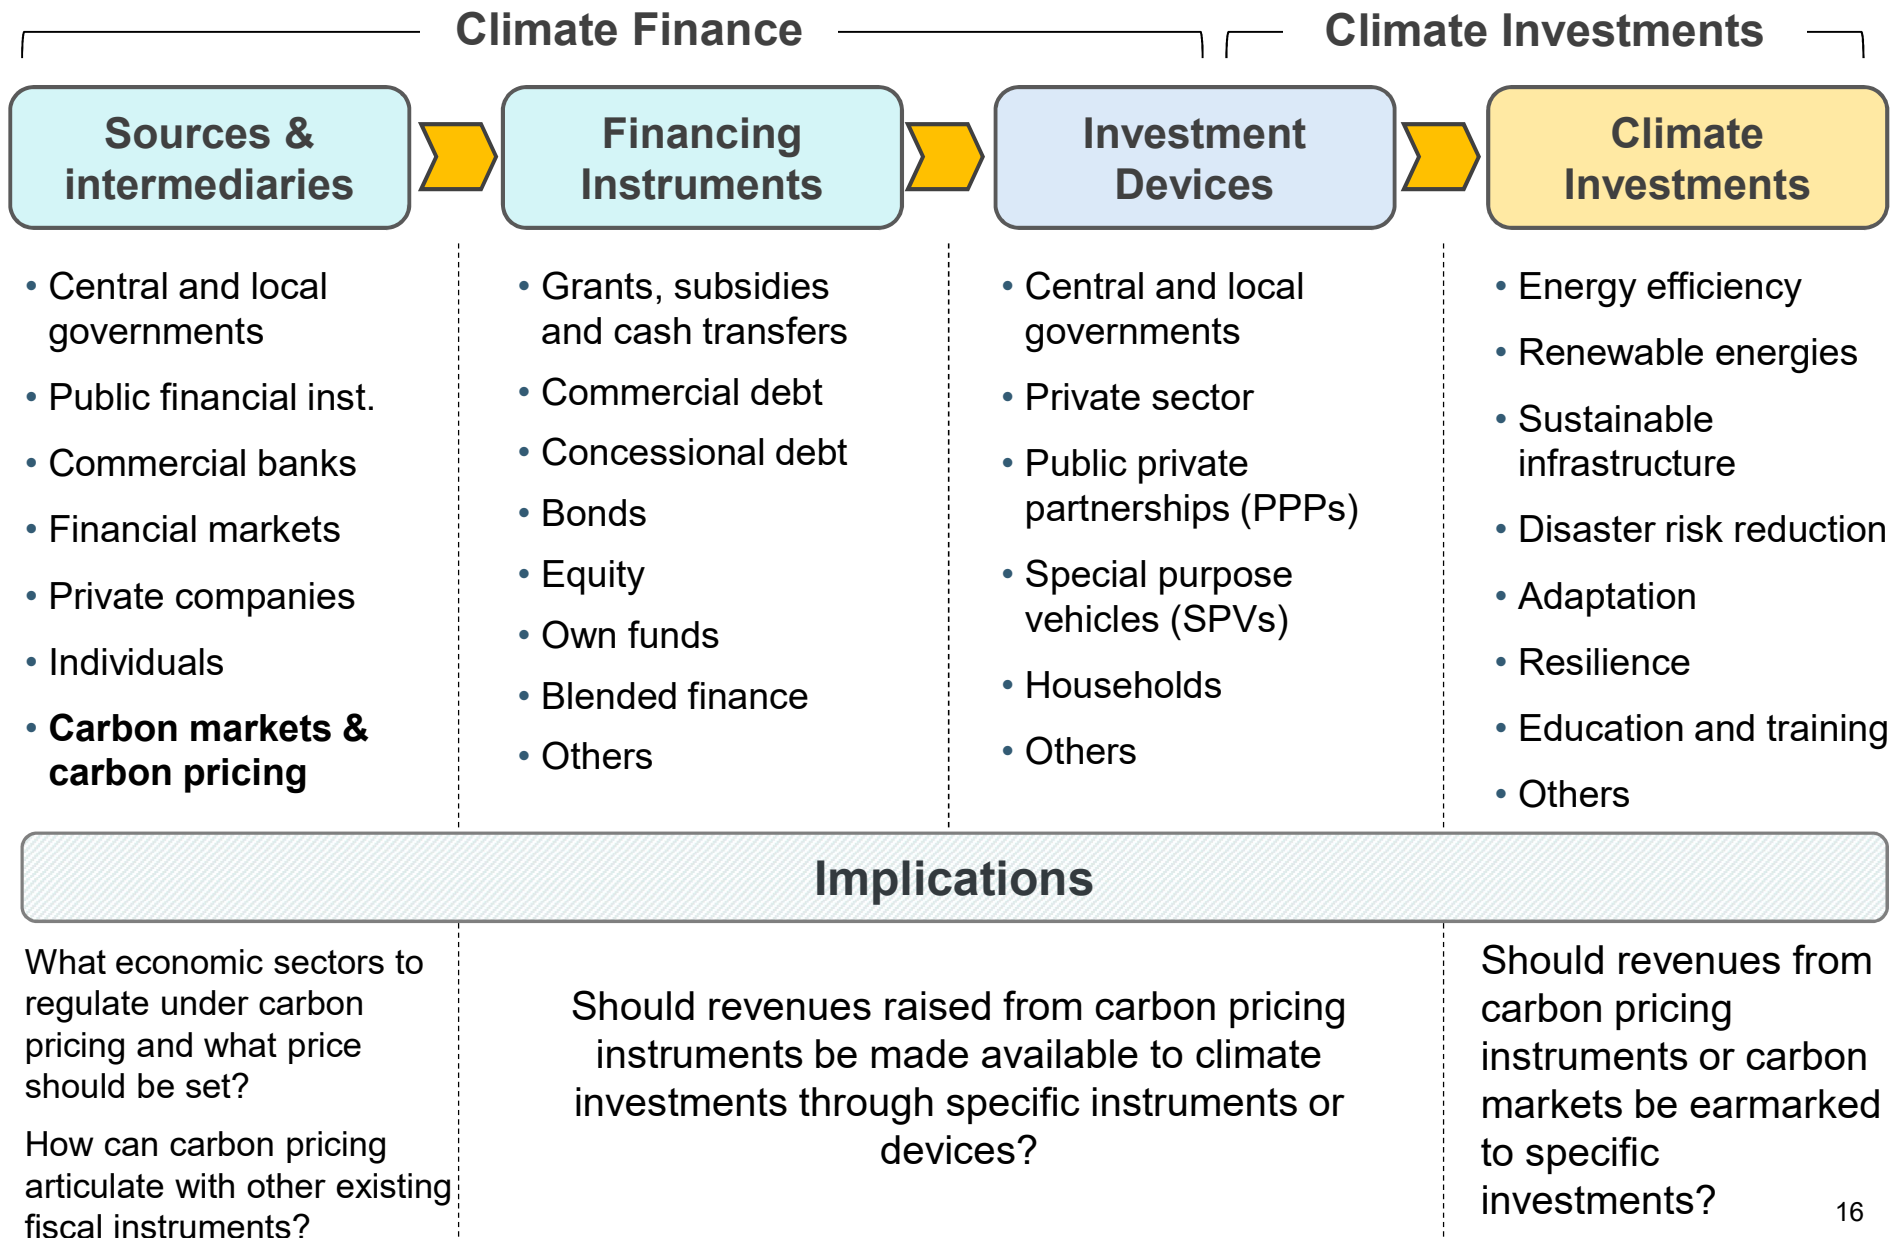 Climate Finance
Climate Investments
Sources &
intermediaries
Financing
Instruments
Investment
Devices
Climate
Investments
• Central and local
governments
• Public financial inst.
• Commercial banks
• Financial markets
• Private companies
• Individuals
• Carbon markets &
carbon pricing
• Grants, subsidies
and cash transfers
• Commercial debt
• Concessional debt
• Bonds
• Equity
• Own funds
• Blended finance
• Others
• Central and local
governments
• Private sector
• Public private
partnerships (PPPs)
• Special purpose
vehicles (SPVs)
• Households
• Others
• Energy efficiency
• Renewable energies
• Sustainable
infrastructure
• Disaster risk reduction
• Adaptation
• Resilience
• Education and training
• Others
Implications
What economic sectors to
regulate under carbon
pricing and what price
should be set?
How can carbon pricing
articulate with other existing
fiscal instruments?
Should revenues raised from carbon pricing
instruments be made available to climate
investments through specific instruments or
devices?
Should revenues from
carbon pricing
instruments or carbon
markets be earmarked
to specific
investments?
16